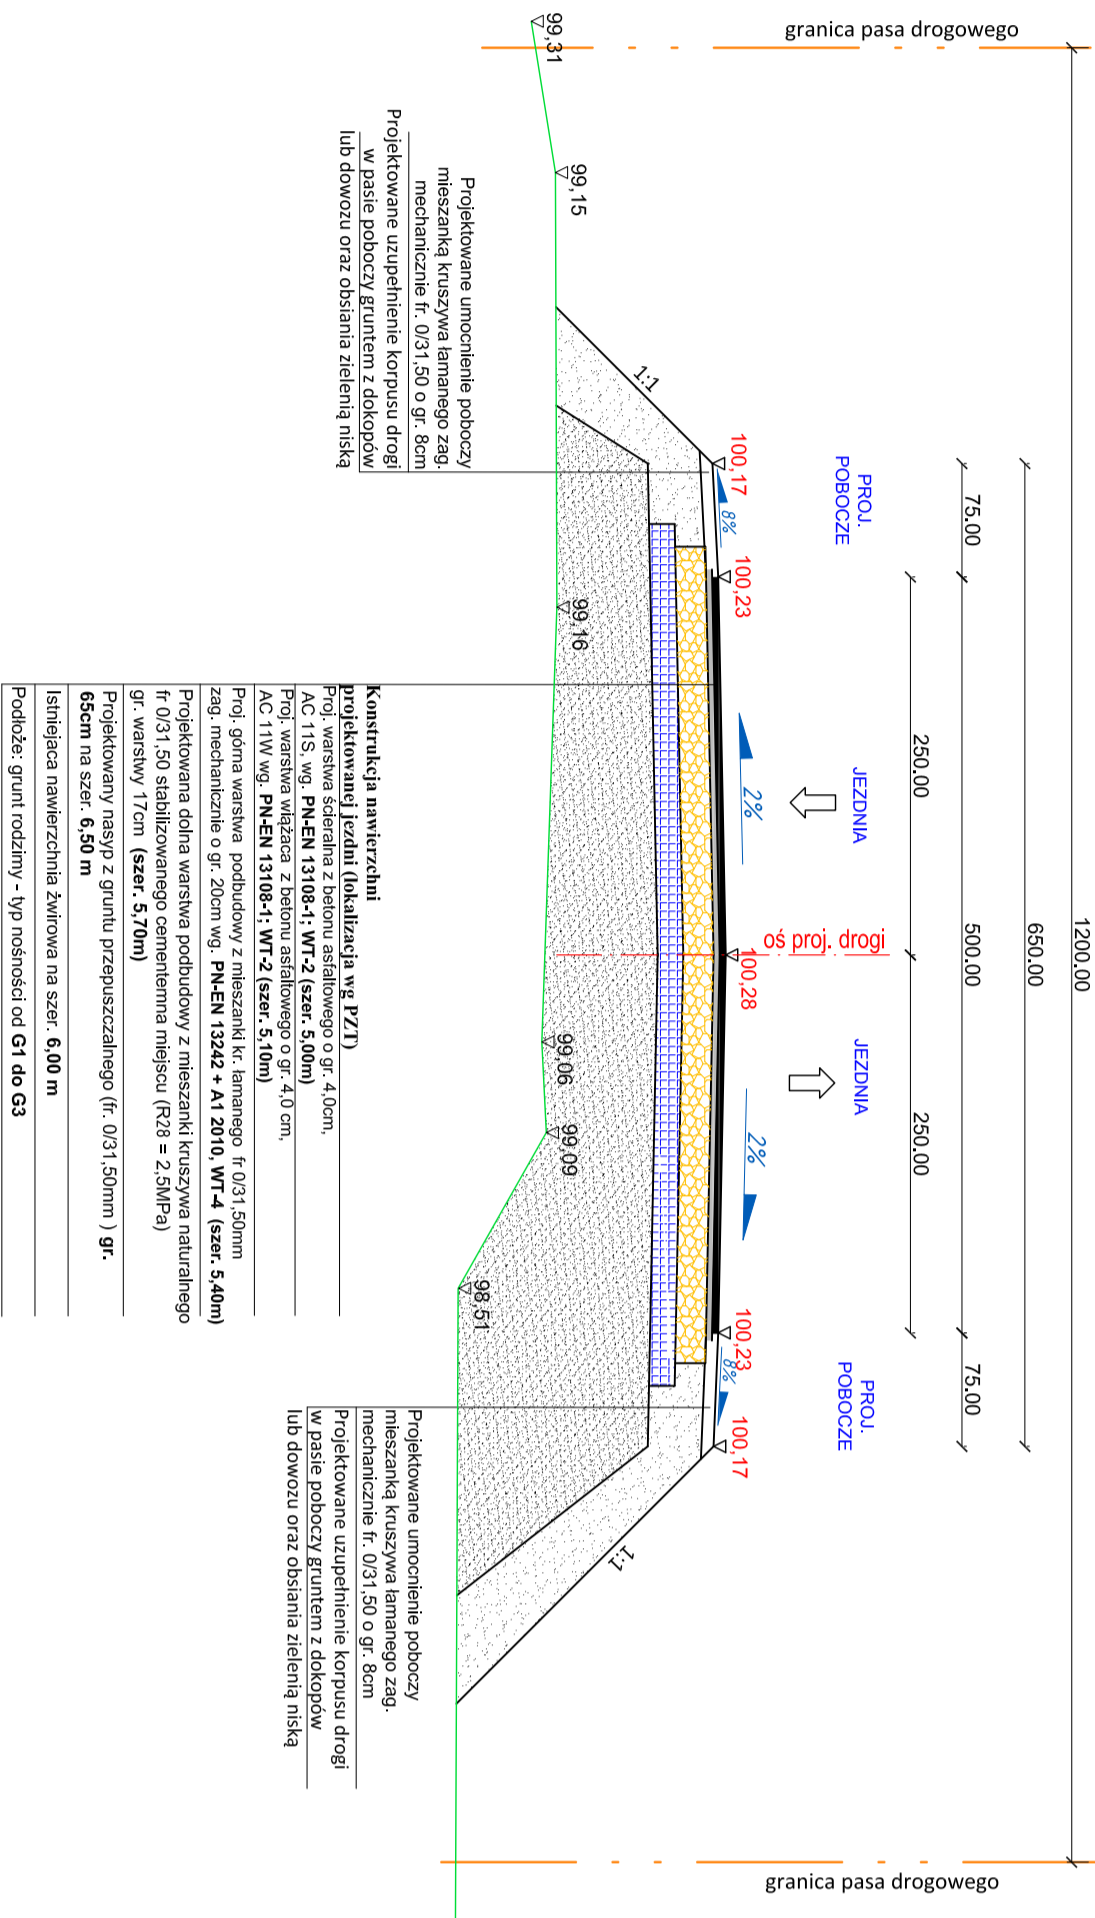 granica pasa drogowego
1200.00
650.00
75.00
500.00
75.00
250.00
250.00
PROJ.
POBOCZE
JEZDNIA
JEZDNIA
PROJ.
POBOCZE
oś proj. drogi
100,17
8%
100,23
2%
100,28
2%
100,23
8%
100,17
1:1
1:1
99,31
99,15
99,16
99,06
99,09
98,51
granica pasa drogowego
Projektowane umocnienie poboczy
mieszanką kruszywa łamanego zag.
mechanicznie fr. 0/31,50 o gr. 8cm
Projektowane uzupełnienie korpusu drogi
w pasie poboczy gruntem z dokopów
lub dowozu oraz obsiania zielenią niską
Konstrukcja nawierzchni
projektowanej jezdni (lokalizacja wg PZT)
Proj. warstwa ścieralna z betonu asfaltowego o gr. 4,0cm,
AC 11S, wg. PN-EN 13108-1; WT-2 (szer. 5,00m)
Proj. warstwa wiążaca z betonu asfaltowego o gr. 4,0 cm,
AC 11W wg. PN-EN 13108-1; WT-2 (szer. 5,10m)
Proj. górna warstwa podbudowy z mieszanki kr. łamanego fr 0/31,50mm
zag. mechanicznie o gr. 20cm wg. PN-EN 13242 + A1 2010, WT-4 (szer. 5,40m)
Projektowana dolna warstwa podbudowy z mieszanki kruszywa naturalnego
fr 0/31,50 stabilizowanego cementemna miejscu (R28 = 2,5MPa)
gr. warstwy 17cm (szer. 5,70m)
Projektowany nasyp z gruntu przepuszczalnego (fr. 0/31,50mm ) gr.
65cm na szer. 6,50 m
Istniejaca nawierzchnia żwirowa na szer. 6,00 m
Podłoże: grunt rodzimy - typ nośności od G1 do G3
Projektowane umocnienie poboczy
mieszanką kruszywa łamanego zag.
mechanicznie fr. 0/31,50 o gr. 8cm
Projektowane uzupełnienie korpusu drogi
w pasie poboczy gruntem z dokopów
lub dowozu oraz obsiania zielenią niską